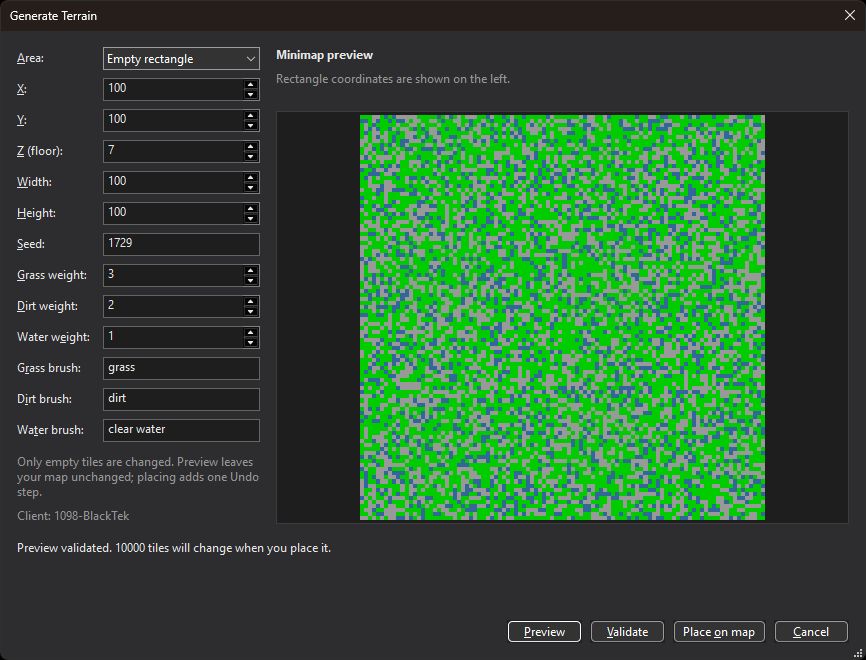 Generate Terrain
Area: Empty rectangle
X: 100
Y: 100
Z (floor): 7
Width: 100
Height: 100
Seed: 1729
Grass weight: 3
Dirt weight: 2
Water weight: 1
Grass brush: grass
Dirt brush: dirt
Water brush: clear water
Only empty tiles are changed. Preview leaves
your map unchanged; placing adds one Undo
step.
Client: 1098-BlackTek
Minimap preview
Rectangle coordinates are shown on the left.
Preview validated. 10000 tiles will change when you place it.
Preview Validate Place on map Cancel